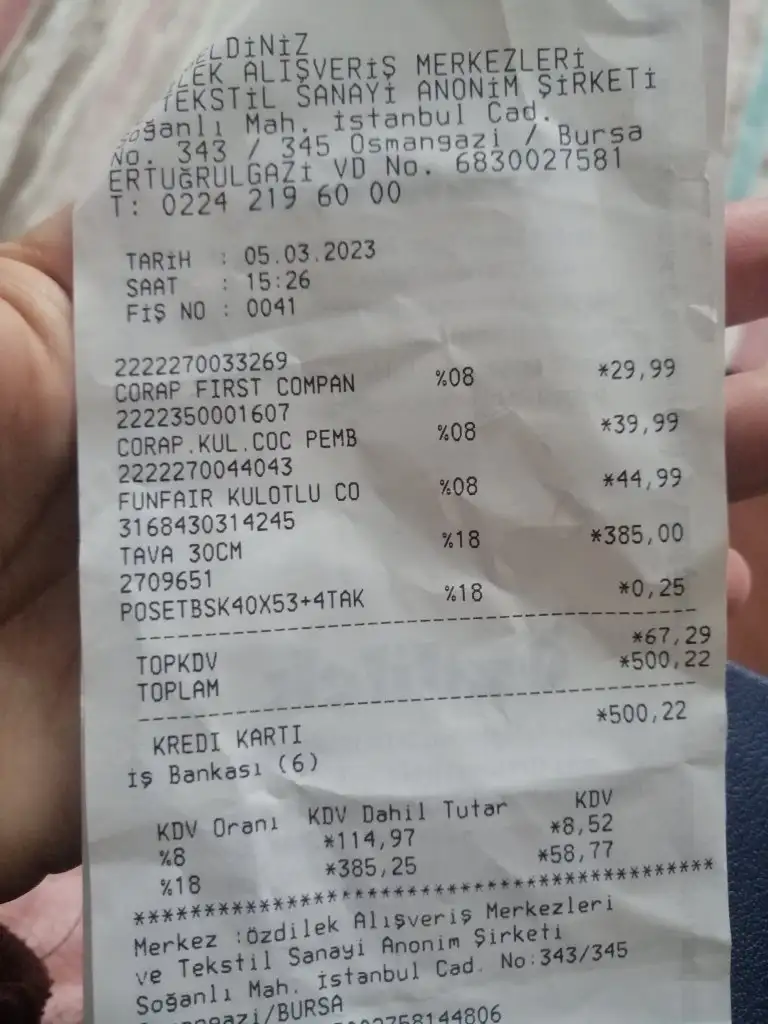 LDİNİZ
LEK ALIŞVERİŞ MERKEZLERİ
TEKSTİL SANAYİ ANONİM ŞİRKETİ
oğanlı Mah. İstanbul Cad.
No. 343 / 345 Osmangazi / Bursa
ERTUĞRULGAZİ VD No. 6830027581
T: 0224 219 60 00
TARİH : 05.03.2023
SAAT : 15:26
FİŞ NO : 0041
2222270033269
CORAP FIRST COMPAN %08 *29,99
2222350001607
CORAP.KUL.COC PEMB %08 *39,99
2222270044043
FUNFAIR KULOTLU CO %08 *44,99
3168430314245
TAVA 30CM %18 *385,00
2709651
POSETBSK40X53+4TAK %18 *0,25
TOPKDV *67,29
TOPLAM *500,22
KREDI KARTI *500,22
İş Bankası (6)
KDV Oranı KDV Dahil Tutar KDV
%8 *114,97 *8,52
%18 *385,25 *58,77
*****************************************
Merkez :Özdilek Alışveriş Merkezleri
ve Tekstil Sanayi Anonim Şirketi
Soğanlı Mah. İstanbul Cad. No:343/345
angazi/BURSA
2758144806